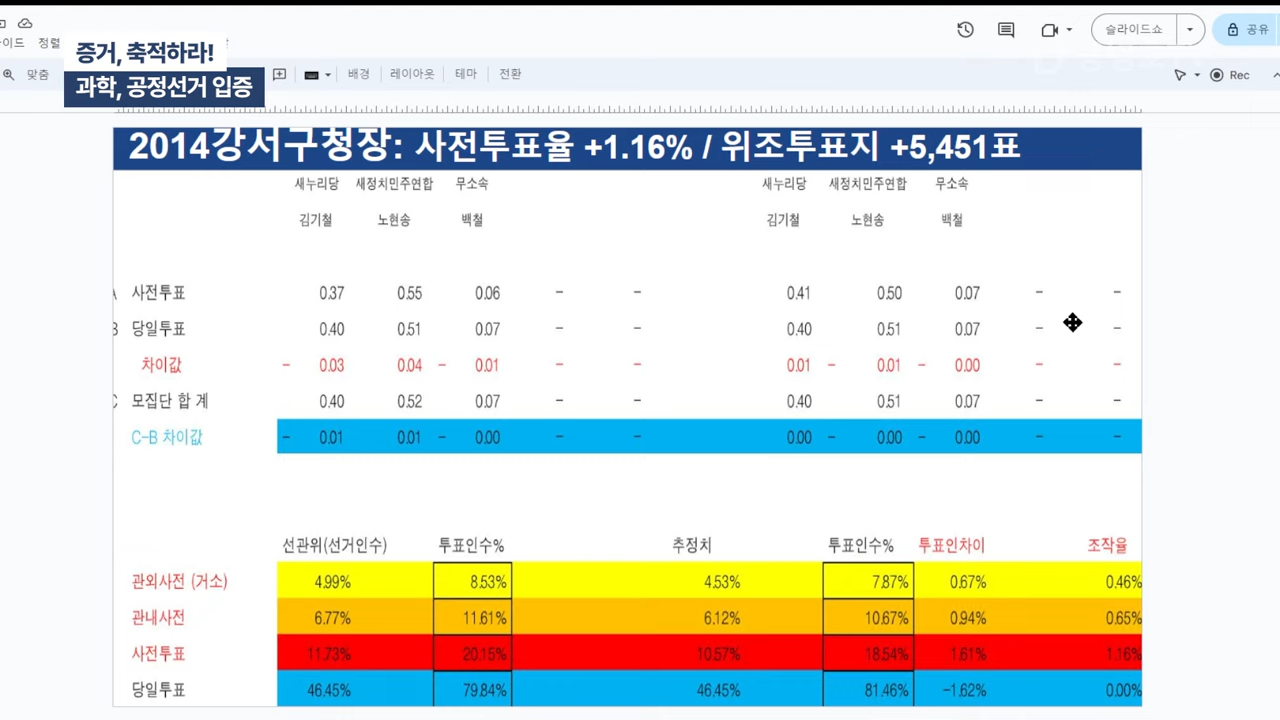 이드 정렬
증거, 축적하라!
과학, 공정선거 입증
맞춤
배경 레이아웃 테마 전환
슬라이드쇼
공유
Rec
2014강서구청장: 사전투표율 +1.16% / 위조투표지 +5,451표
새누리당 새정치민주연합 무소속 새누리당 새정치민주연합 무소속
김기철 노현송 백철 김기철 노현송 백철
A 사전투표 0.37 0.55 0.06 - - 0.41 0.50 0.07 - -
B 당일투표 0.40 0.51 0.07 - - 0.40 0.51 0.07 - -
차이값 - 0.03 0.04 - 0.01 - - 0.01 - 0.01 - 0.00 - -
C 모집단 합 계 0.40 0.52 0.07 - - 0.40 0.51 0.07 - -
C-B 차이값 - 0.01 0.01 - 0.00 - - 0.00 - 0.00 - 0.00 - -
선관위(선거인수) 투표인수% 추정치 투표인수% 투표인차이 조작율
관외사전 (거소) 4.99% 8.53% 4.53% 7.87% 0.67% 0.46%
관내사전 6.77% 11.61% 6.12% 10.67% 0.94% 0.65%
사전투표 11.73% 20.15% 10.57% 18.54% 1.61% 1.16%
당일투표 46.45% 79.84% 46.45% 81.46% -1.62% 0.00%